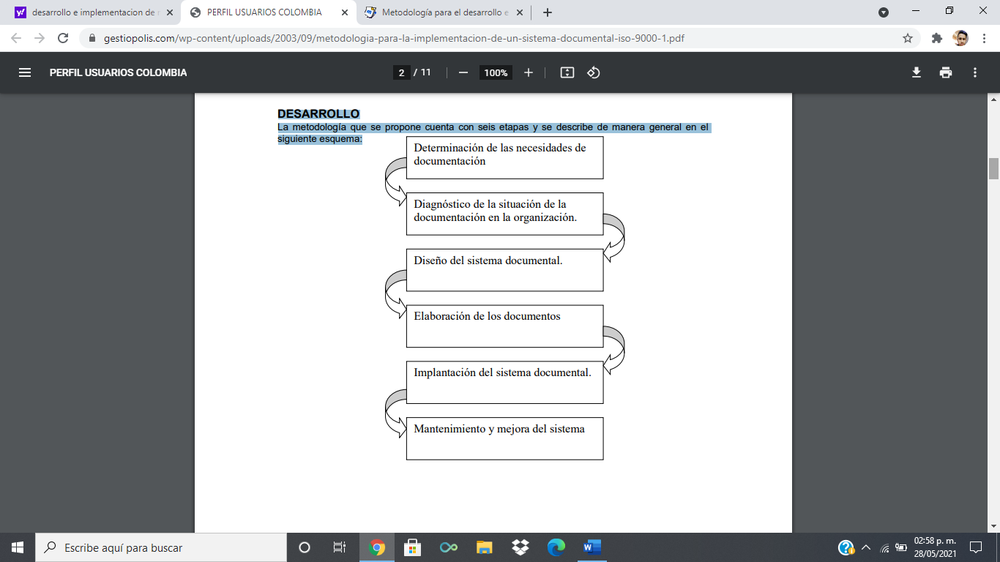 desarrollo e implementacion de
PERFIL USUARIOS COLOMBIA
Metodología para el desarrollo e
gestiopolis.com/wp-content/uploads/2003/09/metodologia-para-la-implementacion-de-un-sistema-documental-iso-9000-1.pdf
PERFIL USUARIOS COLOMBIA
2 / 11
100%
DESARROLLO
La metodología que se propone cuenta con seis etapas y se describe de manera general en el
siguiente esquema:
Determinación de las necesidades de
documentación
Diagnóstico de la situación de la
documentación en la organización.
Diseño del sistema documental.
Elaboración de los documentos
Implantación del sistema documental.
Mantenimiento y mejora del sistema
Escribe aquí para buscar
02:58 p. m.
28/05/2021